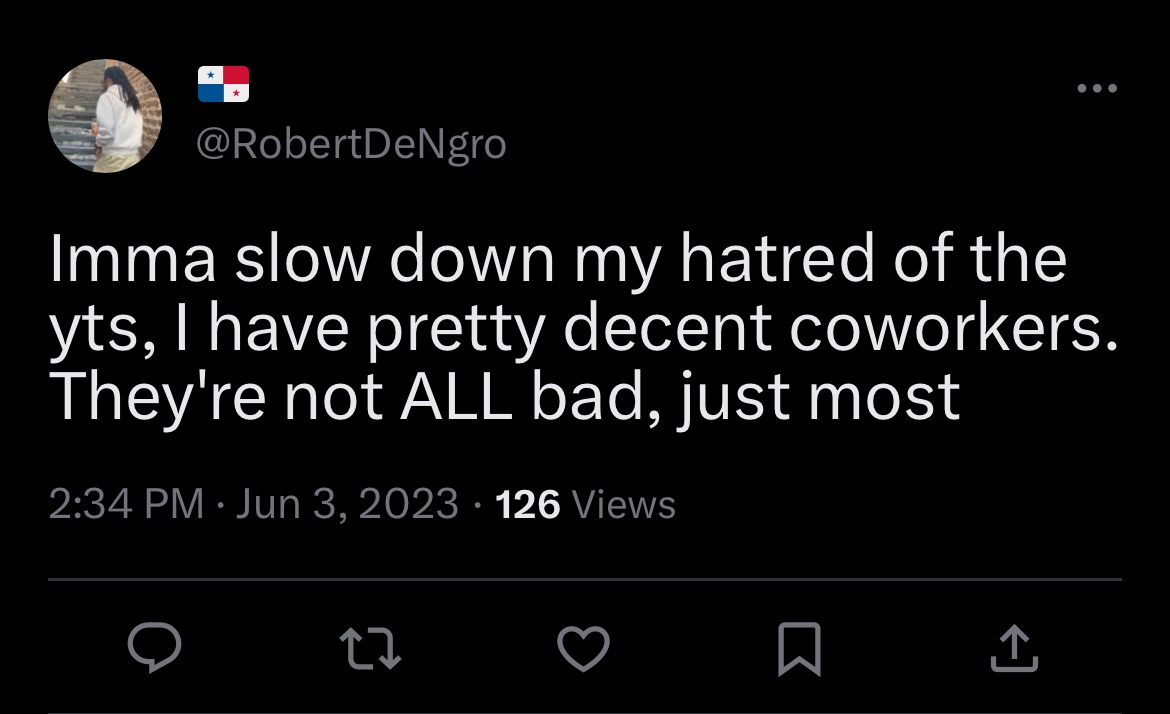 @RobertDeNgro
Imma slow down my hatred of the
yts, I have pretty decent coworkers.
They're not ALL bad, just most
2:34 PM · Jun 3, 2023 · 126 Views